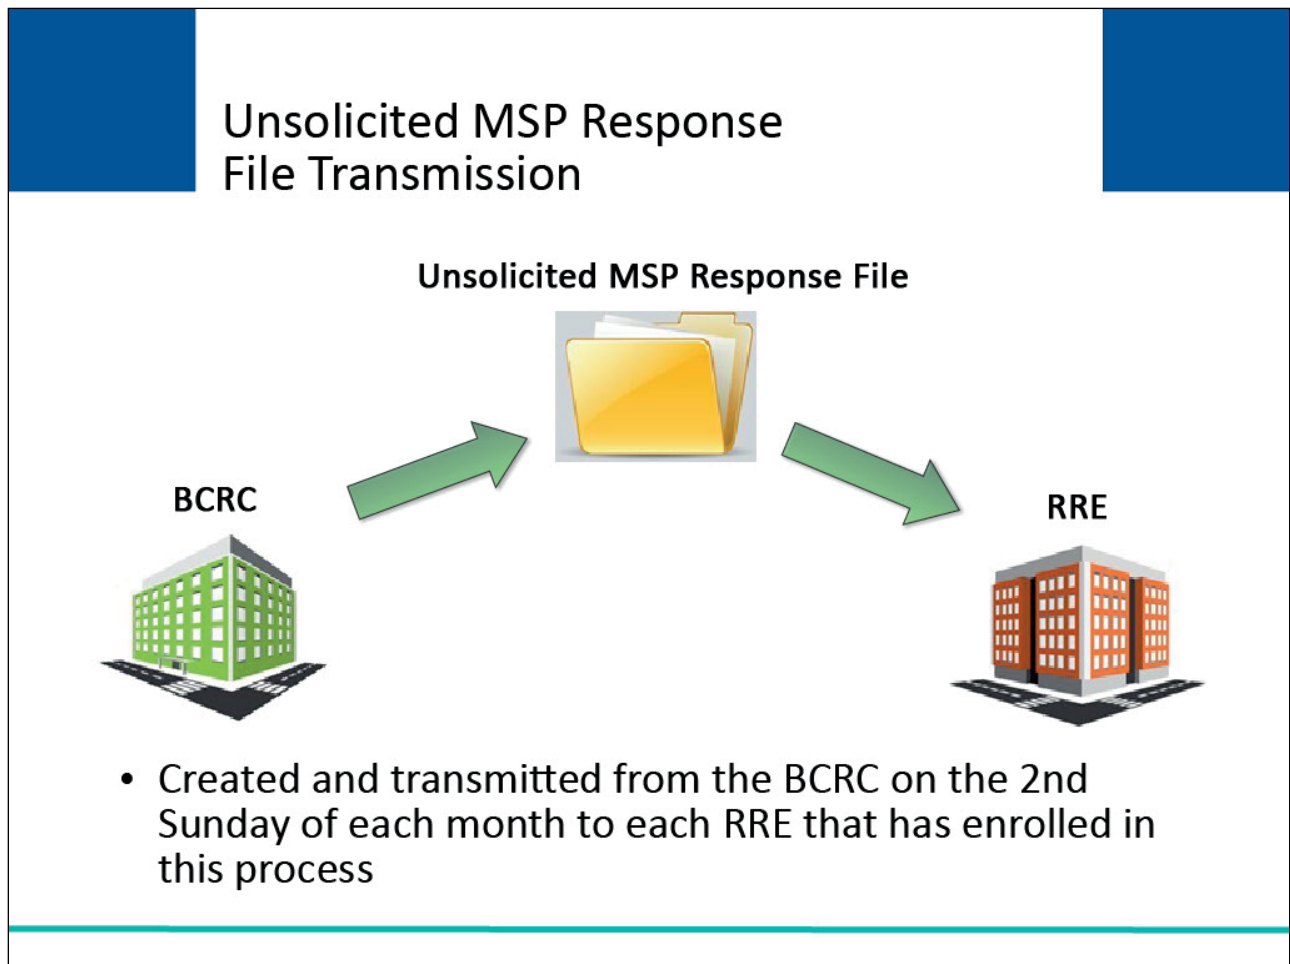 Unsolicited MSP Response
File Transmission
Unsolicited MSP Response File
BCRC
RRE
• Created and transmitted from the BCRC on the 2nd
Sunday of each month to each RRE that has enrolled in
this process